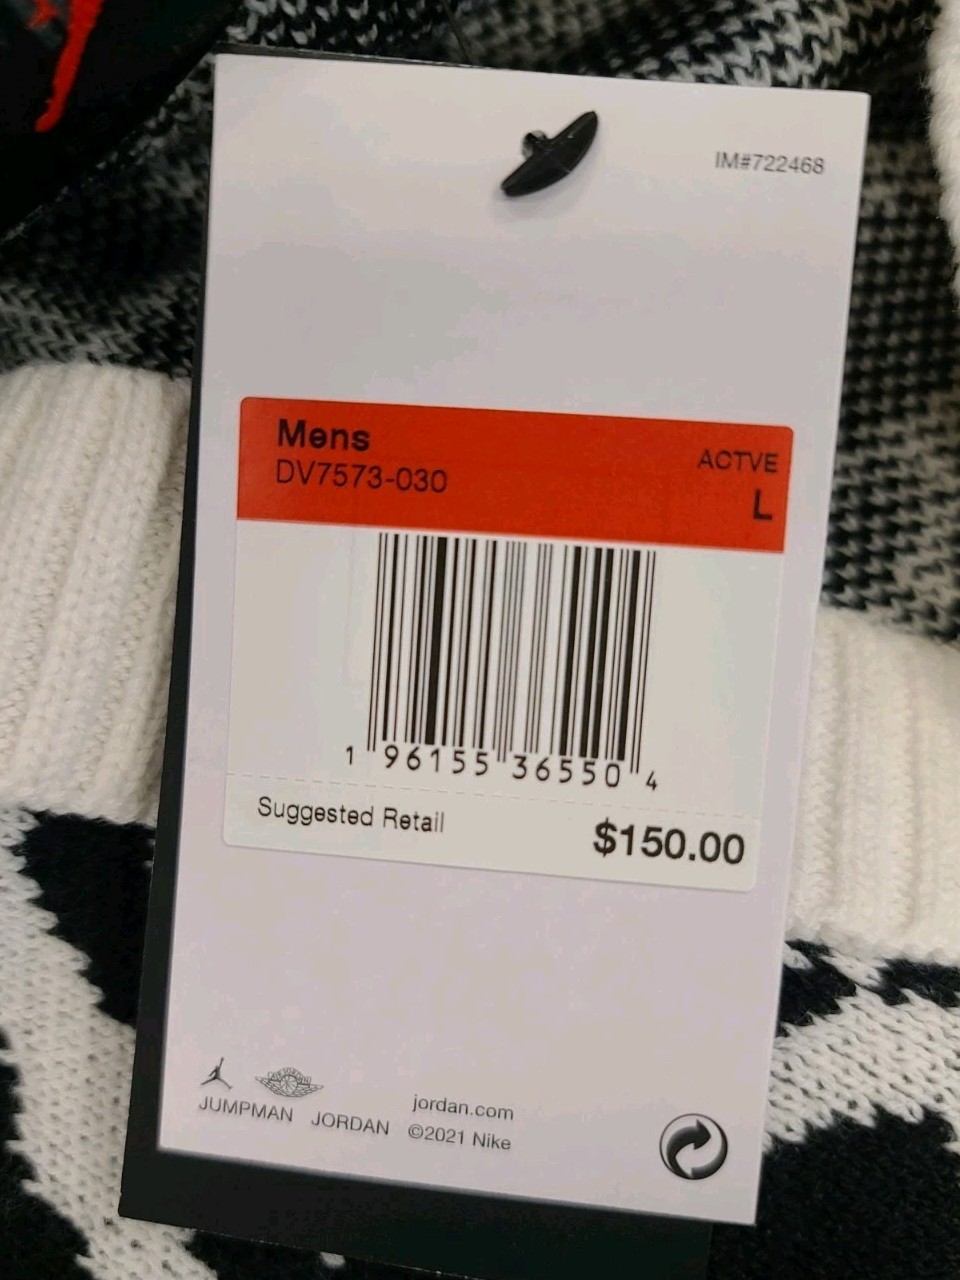 IM#722468
Mens
ACTVE
DV7573-030
L
1 96155 36550 4
Suggested Retail
$150.00
JUMPMAN
JORDAN
jordan.com
©2021 Nike